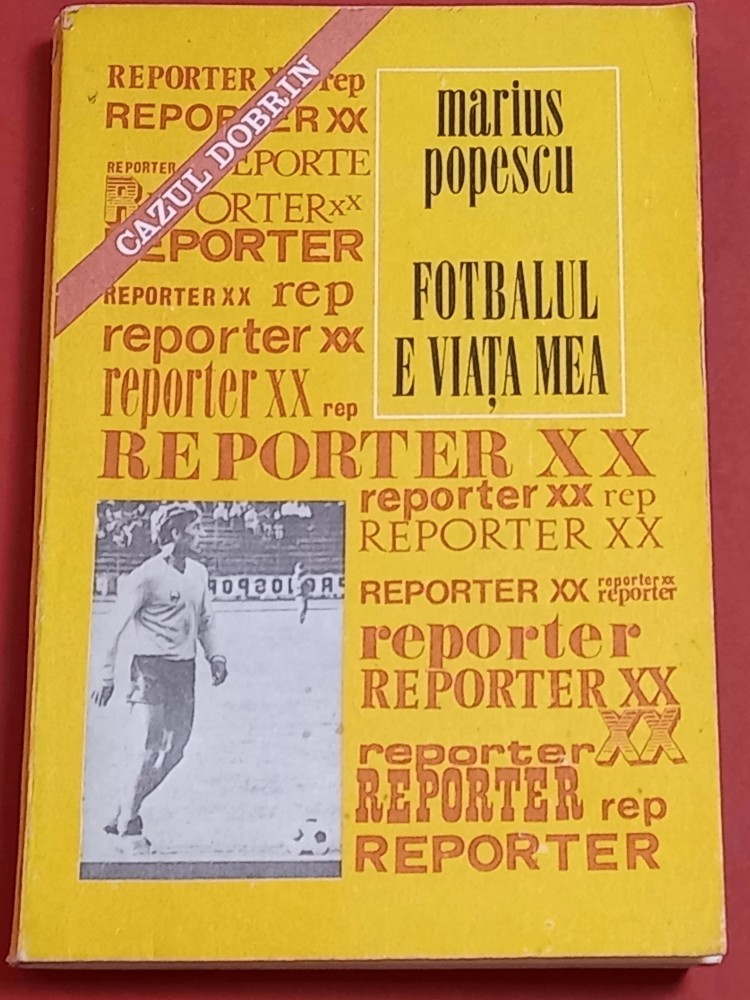 REPORTER XX rep
REPORTER XX
REPORTER REPORTE
REPORTER xx
REPORTER
CAZUL DOBRIN
REPORTER XX rep
reporter xx
reporter XX rep
marius
popescu
FOTBALUL
E VIAȚA MEA
REPORTER XX
reporter xx rep
REPORTER XX
REPORTER XX reporter xx
reporter
reporter
REPORTER XX
reporter XX
REPORTER rep
REPORTER